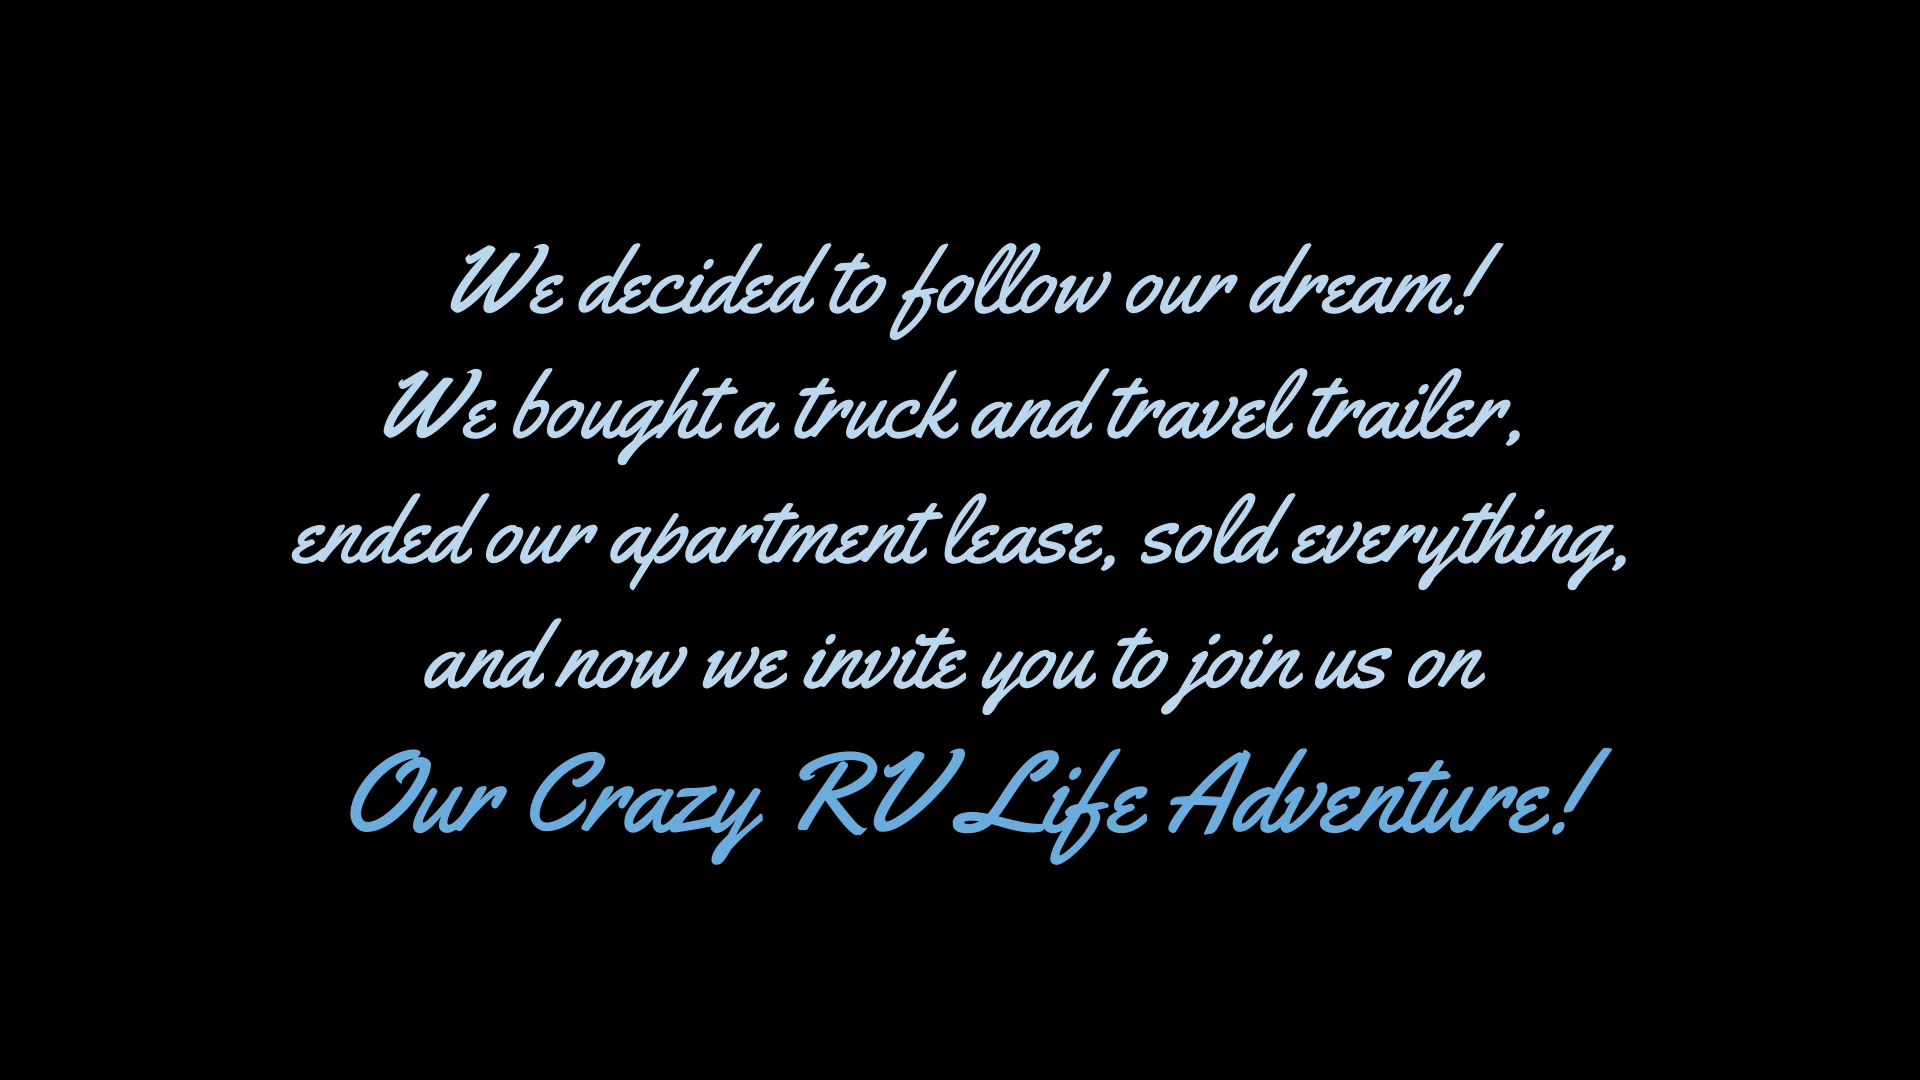 We decided to follow our dream!
We bought a truck and travel trailer,
ended our apartment lease, sold everything,
and now we invite you to join us on
Our Crazy RV Life Adventure!